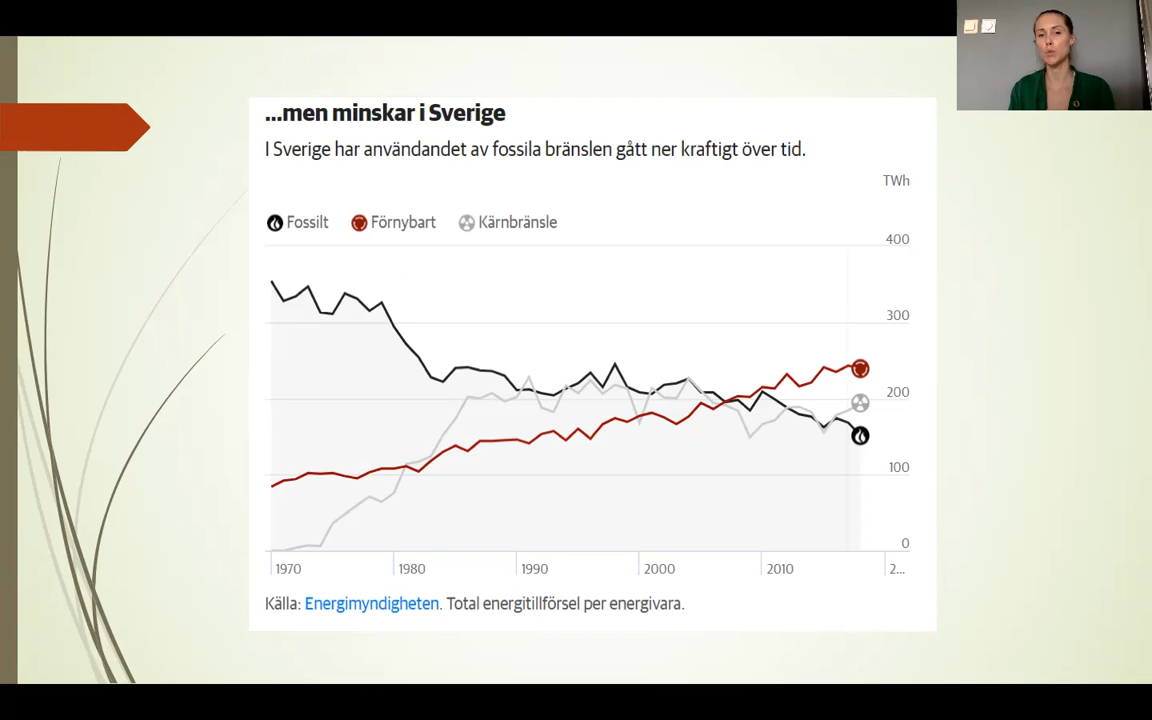 ...men minskar i Sverige
I Sverige har användandet av fossila bränslen gått ner kraftigt över tid.
TWh
Fossilt Förnybart Kärnbränsle
400
300
200
100
0
1970 1980 1990 2000 2010 2...
Källa: Energimyndigheten. Total energitillförsel per energivara.